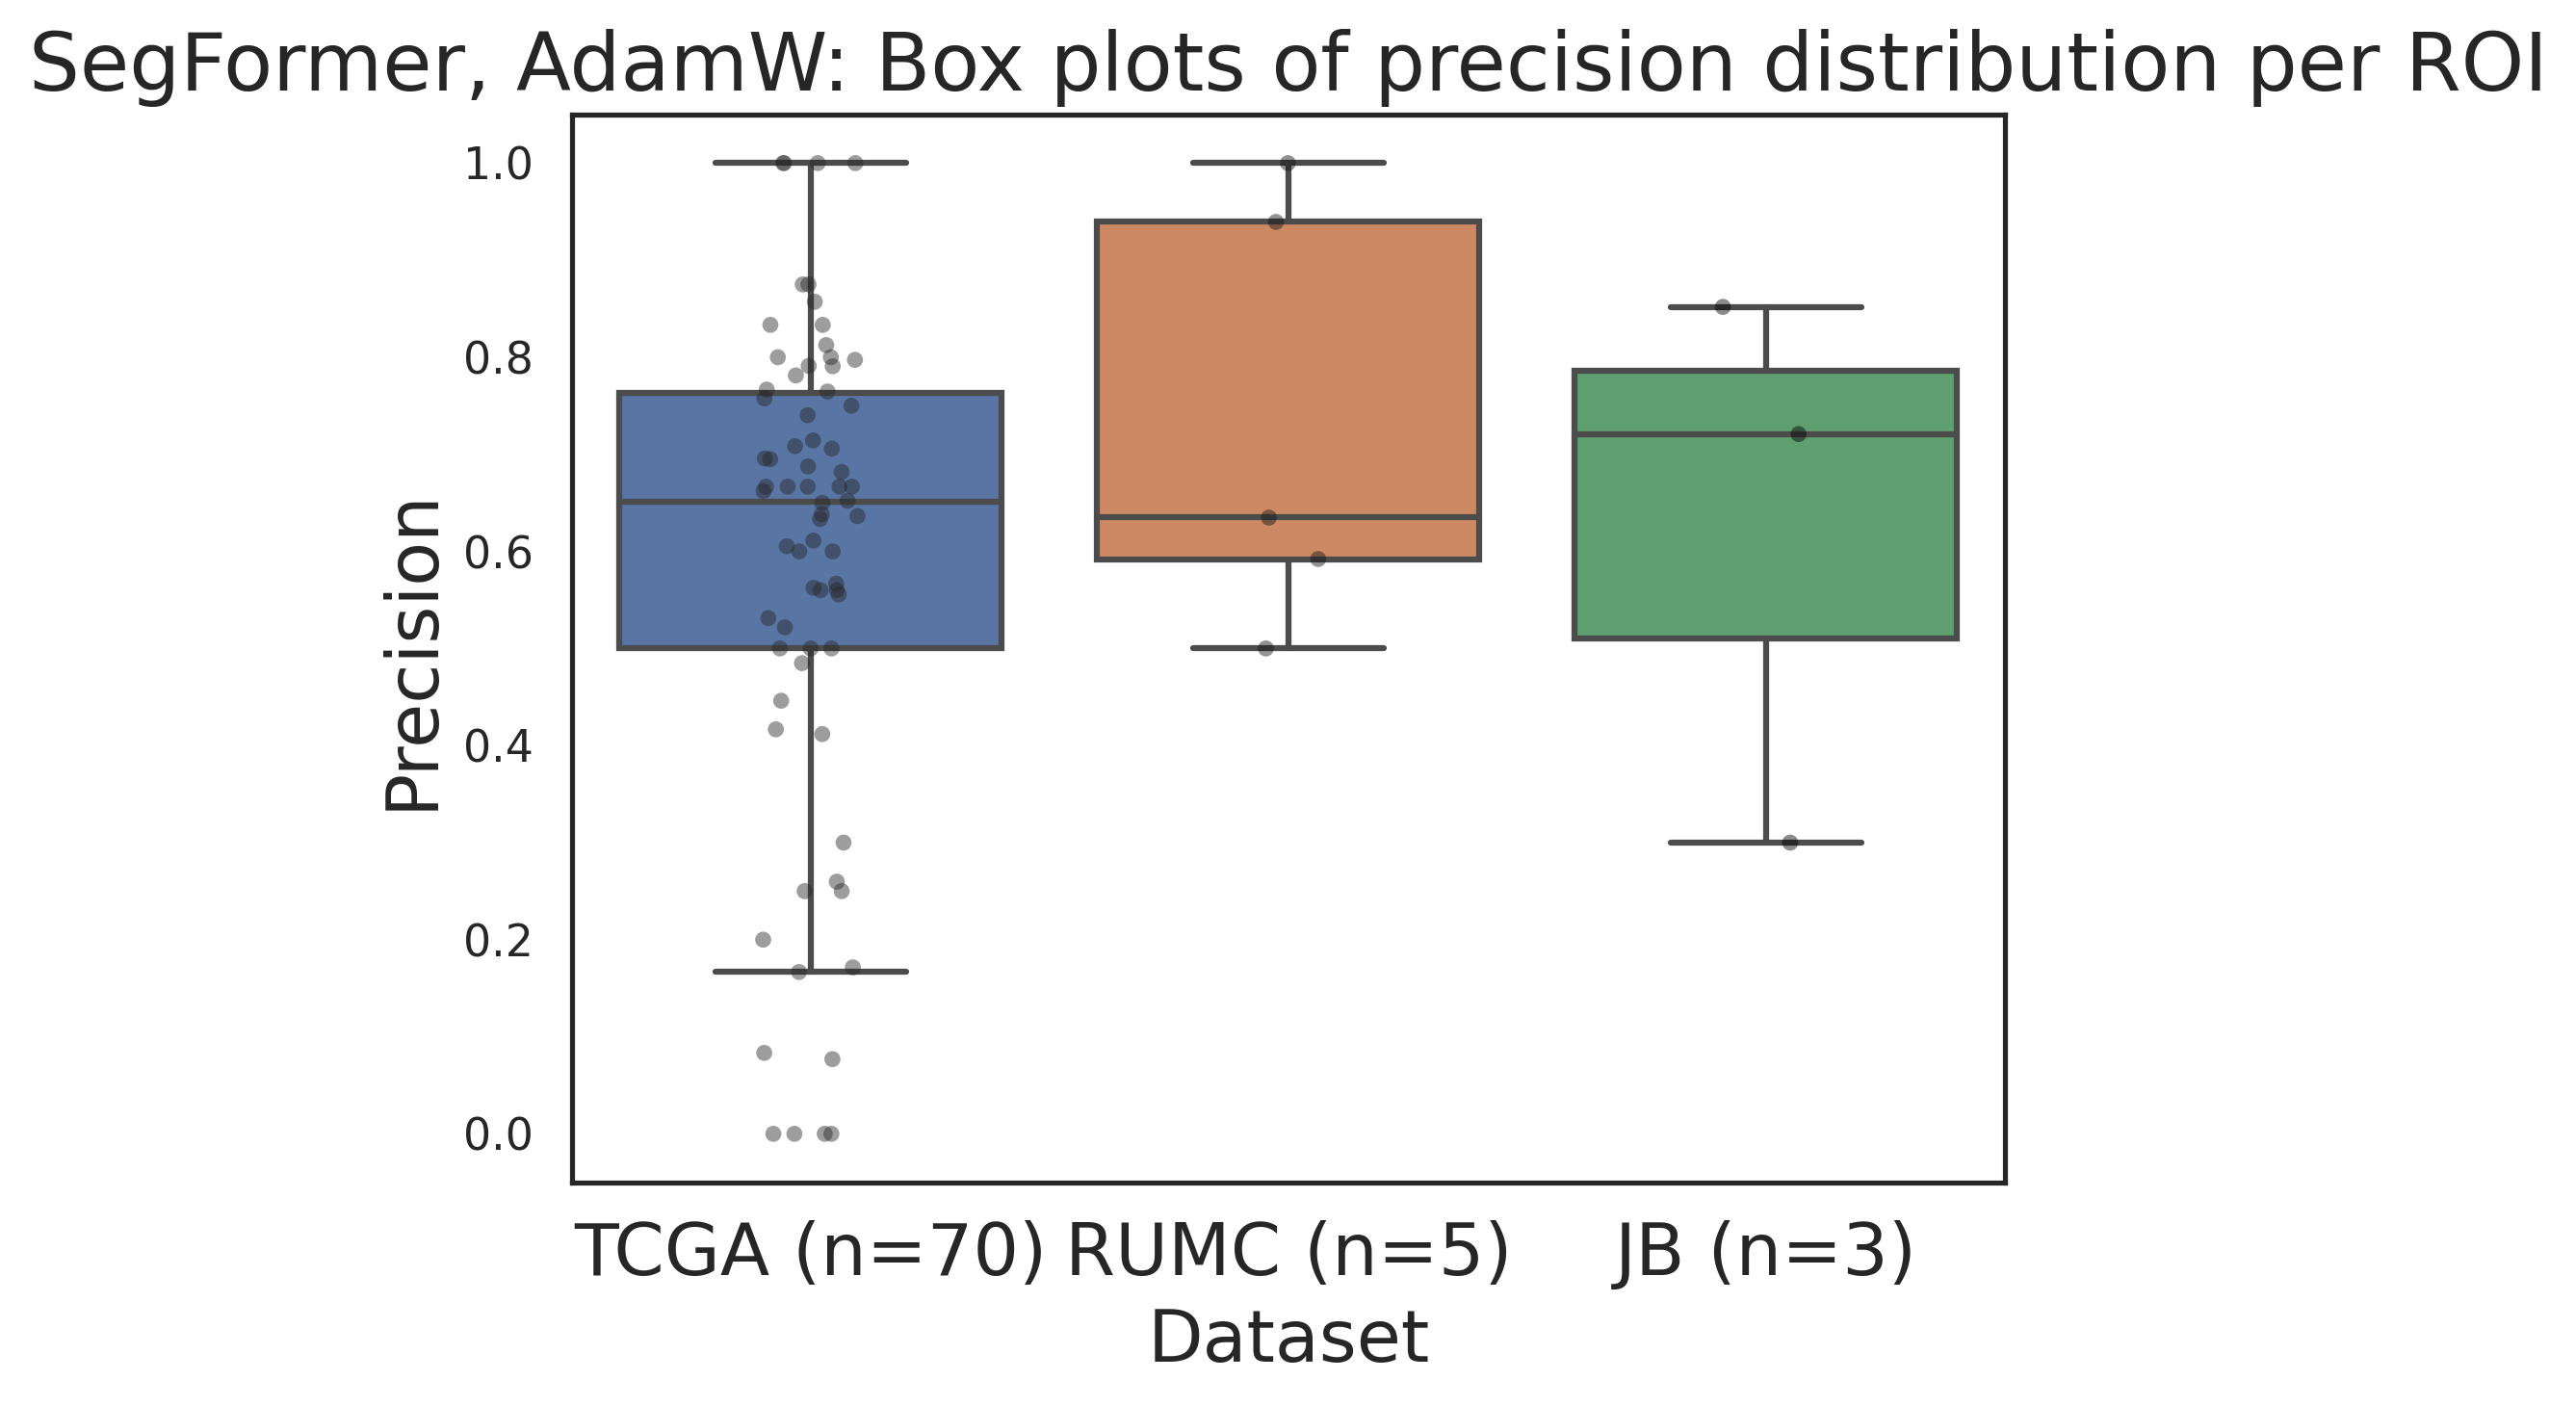 SegFormer, AdamW: Box plots of precision distribution per ROI
1.0
0.8
0.6
0.4
0.2
0.0
Precision
TCGA (n=70) RUMC (n=5) JB (n=3)
Dataset